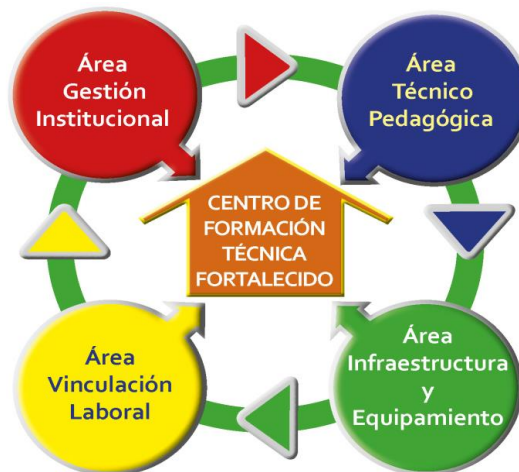 Área
Gestión
Institucional
Área
Técnico
Pedagógica
CENTRO DE
FORMACIÓN
TÉCNICA
FORTALECIDO
Área
Vinculación
Laboral
Área
Infraestructura
y
Equipamiento